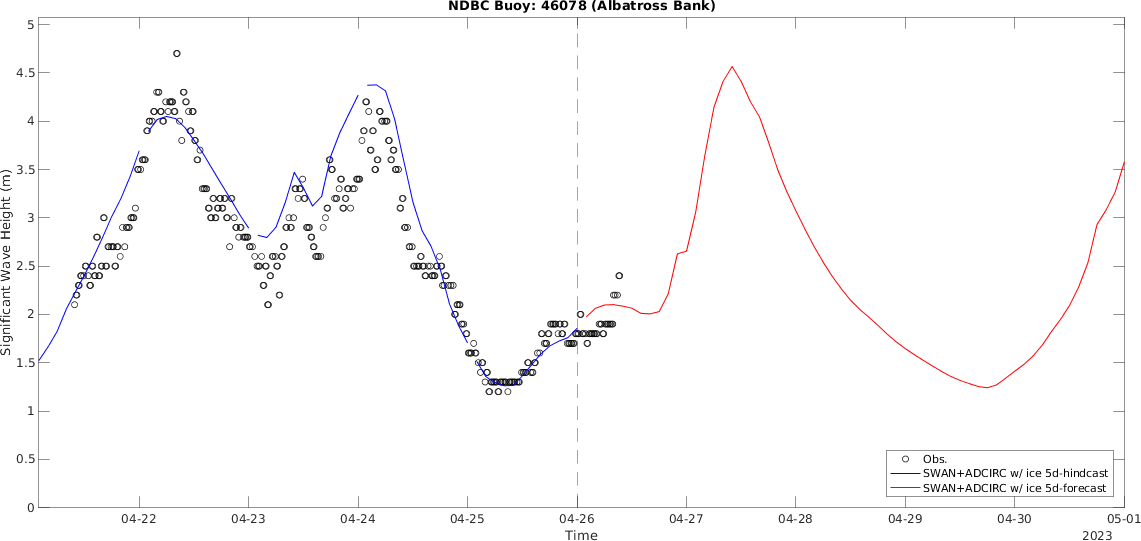 NDBC Buoy: 46078 (Albatross Bank)
5
4.5
4
3.5
3
2.5
2
1.5
1
0.5
0
Significant Wave Height (m)
Obs.
SWAN+ADCIRC w/ ice 5d-hindcast
SWAN+ADCIRC w/ ice 5d-forecast
04-22 04-23 04-24 04-25 04-26 04-27 04-28 04-29 04-30 05-01
Time
2023